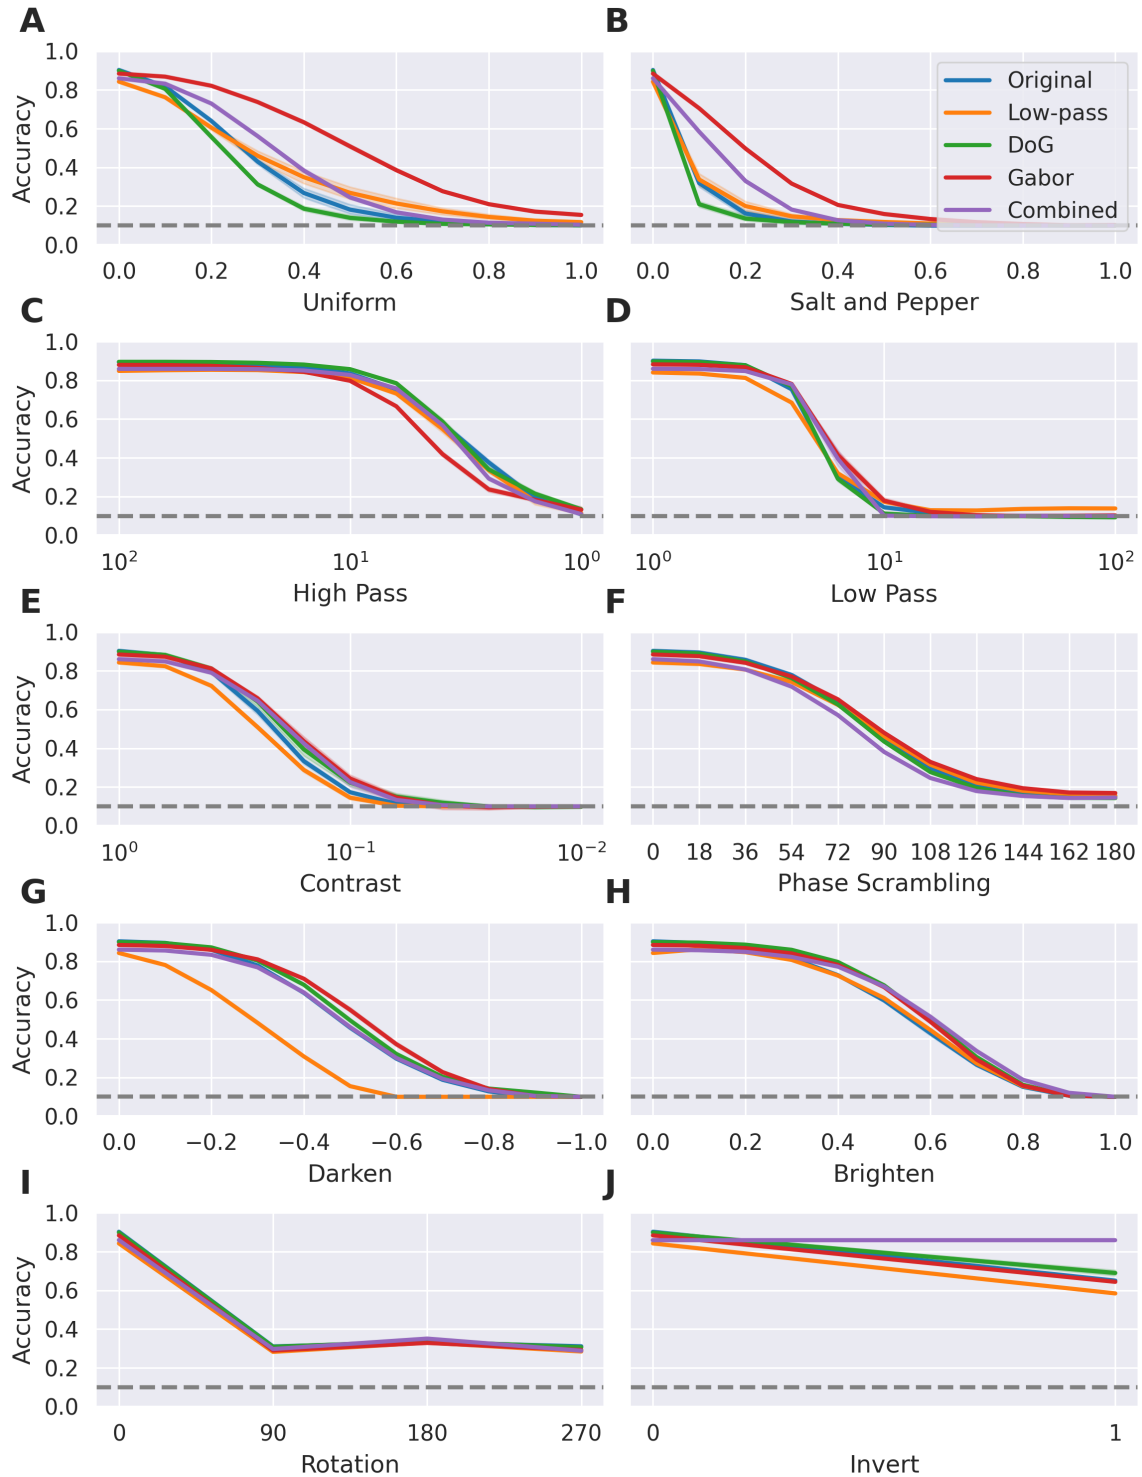 A
B
1.0
0.8
0.6
0.4
0.2
0.0
Accuracy
0.0 0.2 0.4 0.6 0.8 1.0
Uniform
Original
Low-pass
DoG
Gabor
Combined
0.0 0.2 0.4 0.6 0.8 1.0
Salt and Pepper
C
D
1.0
0.8
0.6
0.4
0.2
0.0
Accuracy
10² 10¹ 10⁰
High Pass
10⁰ 10¹ 10²
Low Pass
E
F
1.0
0.8
0.6
0.4
0.2
0.0
Accuracy
10⁰ 10⁻¹ 10⁻²
Contrast
0 18 36 54 72 90 108 126 144 162 180
Phase Scrambling
G
H
1.0
0.8
0.6
0.4
0.2
0.0
Accuracy
0.0 −0.2 −0.4 −0.6 −0.8 −1.0
Darken
0.0 0.2 0.4 0.6 0.8 1.0
Brighten
I
J
1.0
0.8
0.6
0.4
0.2
0.0
Accuracy
0 90 180 270
Rotation
0 1
Invert